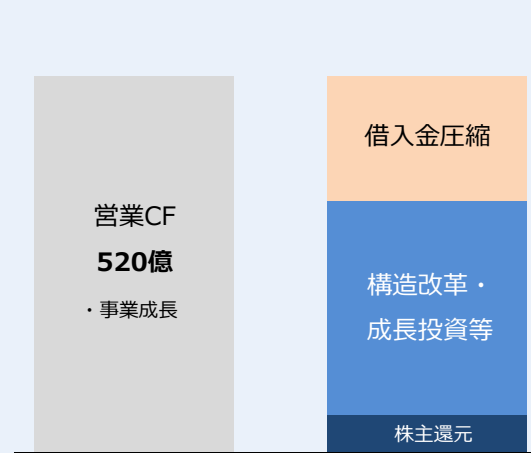 営業CF
520億
・事業成長
借入金圧縮
構造改革・
成長投資等
株主還元